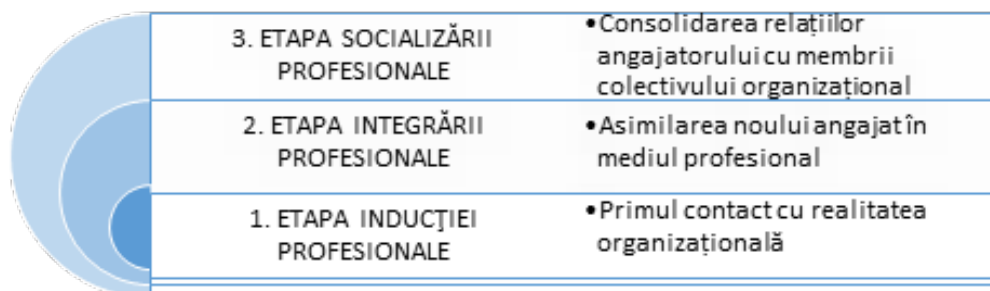 3. ETAPA SOCIALIZĂRII
PROFESIONALE
•Consolidarea relațiilor
angajatorului cu membrii
colectivului organizațional
2. ETAPA INTEGRĂRII
PROFESIONALE
•Asimilarea noului angajat în
mediul profesional
1. ETAPA INDUCŢIEI
PROFESIONALE
•Primul contact cu realitatea
organizațională